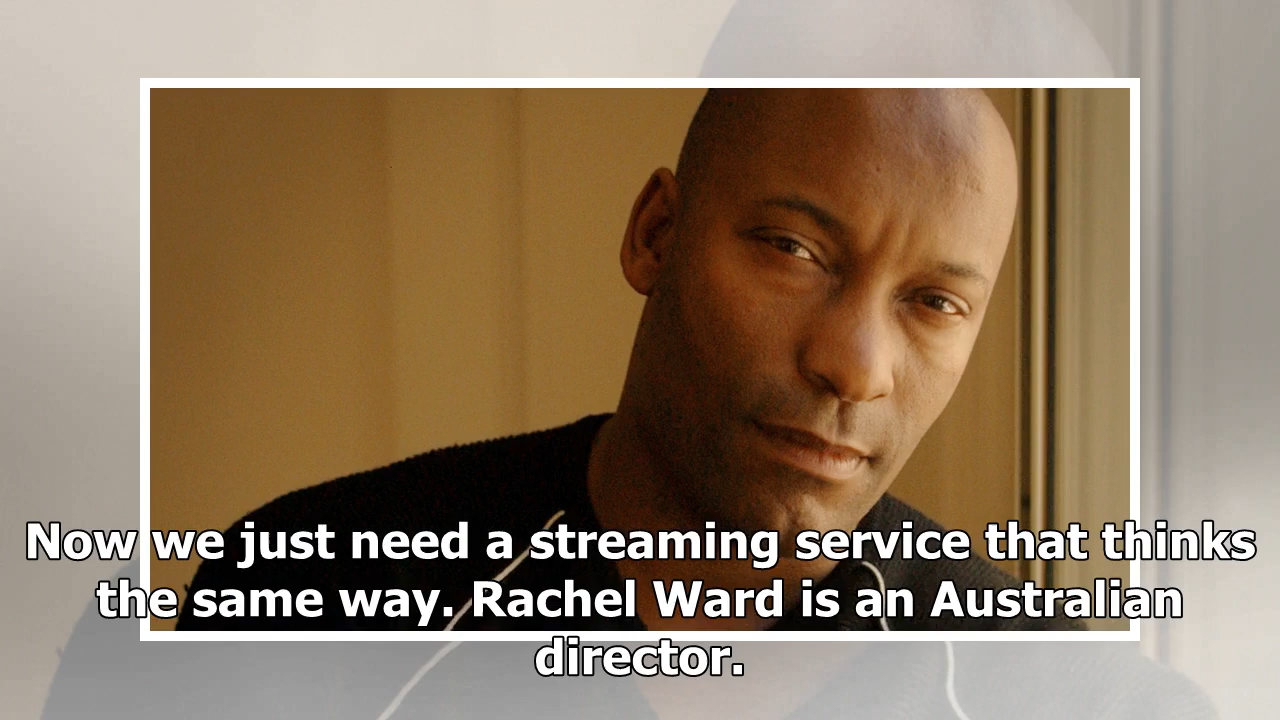 Now we just need a streaming service that thinks
the same way. Rachel Ward is an Australian
director.